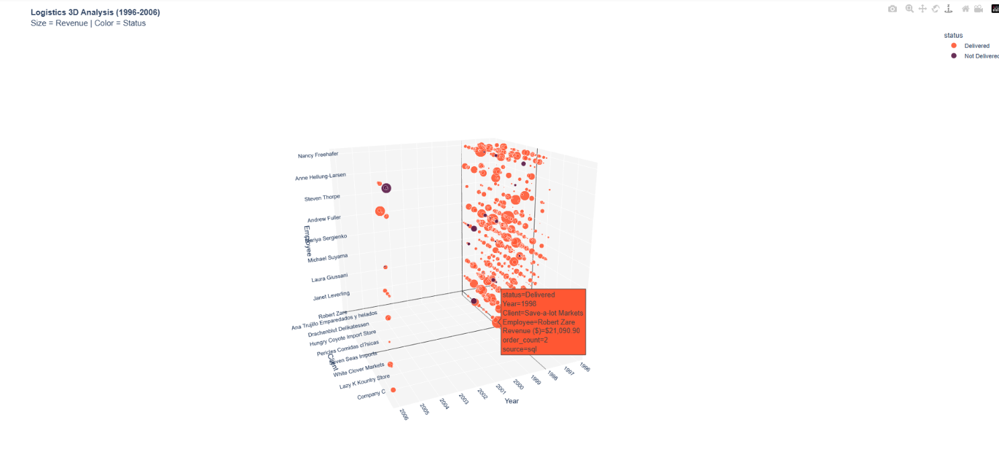 Logistics 3D Analysis (1996-2006)
Size = Revenue | Color = Status
status
Delivered
Not Delivered
Nancy Freehafer
Anne Hellung-Larsen
Steven Thorpe
Andrew Fuller
Employee
Mariya Sergienko
Michael Suyama
Laura Giussani
Janet Leverling
Robert Zare
Ana Trujillo Emparedados y helados
Drachenblut Delikatessen
Hungry Coyote Import Store
Pericles Comidas cl?sicas
Client
Seven Seas Imports
White Clover Markets
Lazy K Kountry Store
Company C
status=Delivered
Year=1998
Client=Save-a-lot Markets
Employee=Robert Zare
Revenue ($)=$21,090.90
order_count=2
source=sql
2006
2005
2004
2003
2002
2001
2000
1999
1998
1997
1996
Year